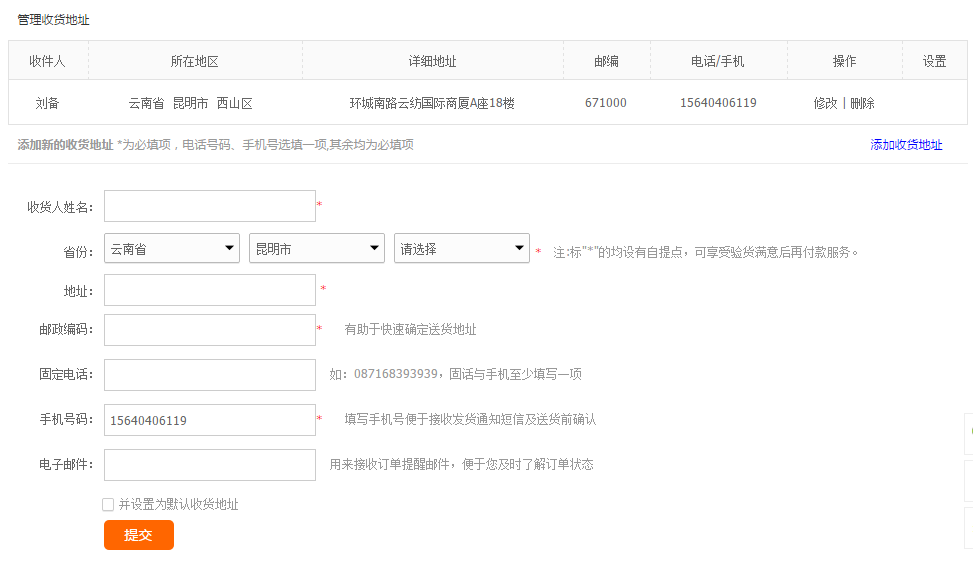 管理收货地址
收件人 所在地区 详细地址 邮编 电话/手机 操作 设置
刘备 云南省 昆明市 西山区 环城南路云纺国际商厦A座18楼 671000 15640406119 修改 | 删除
添加新的收货地址 *为必填项，电话号码、手机号选填一项,其余均为必填项 添加收货地址
收货人姓名： *
省份： 云南省 昆明市 请选择 * 注:标"*"的均设有自提点，可享受验货满意后再付款服务。
地址： *
邮政编码： * 有助于快速确定送货地址
固定电话： 如：087168393939，固话与手机至少填写一项
手机号码： 15640406119 * 填写手机号便于接收发货通知短信及送货前确认
电子邮件： 用来接收订单提醒邮件，便于您及时了解订单状态
并设置为默认收货地址
提交